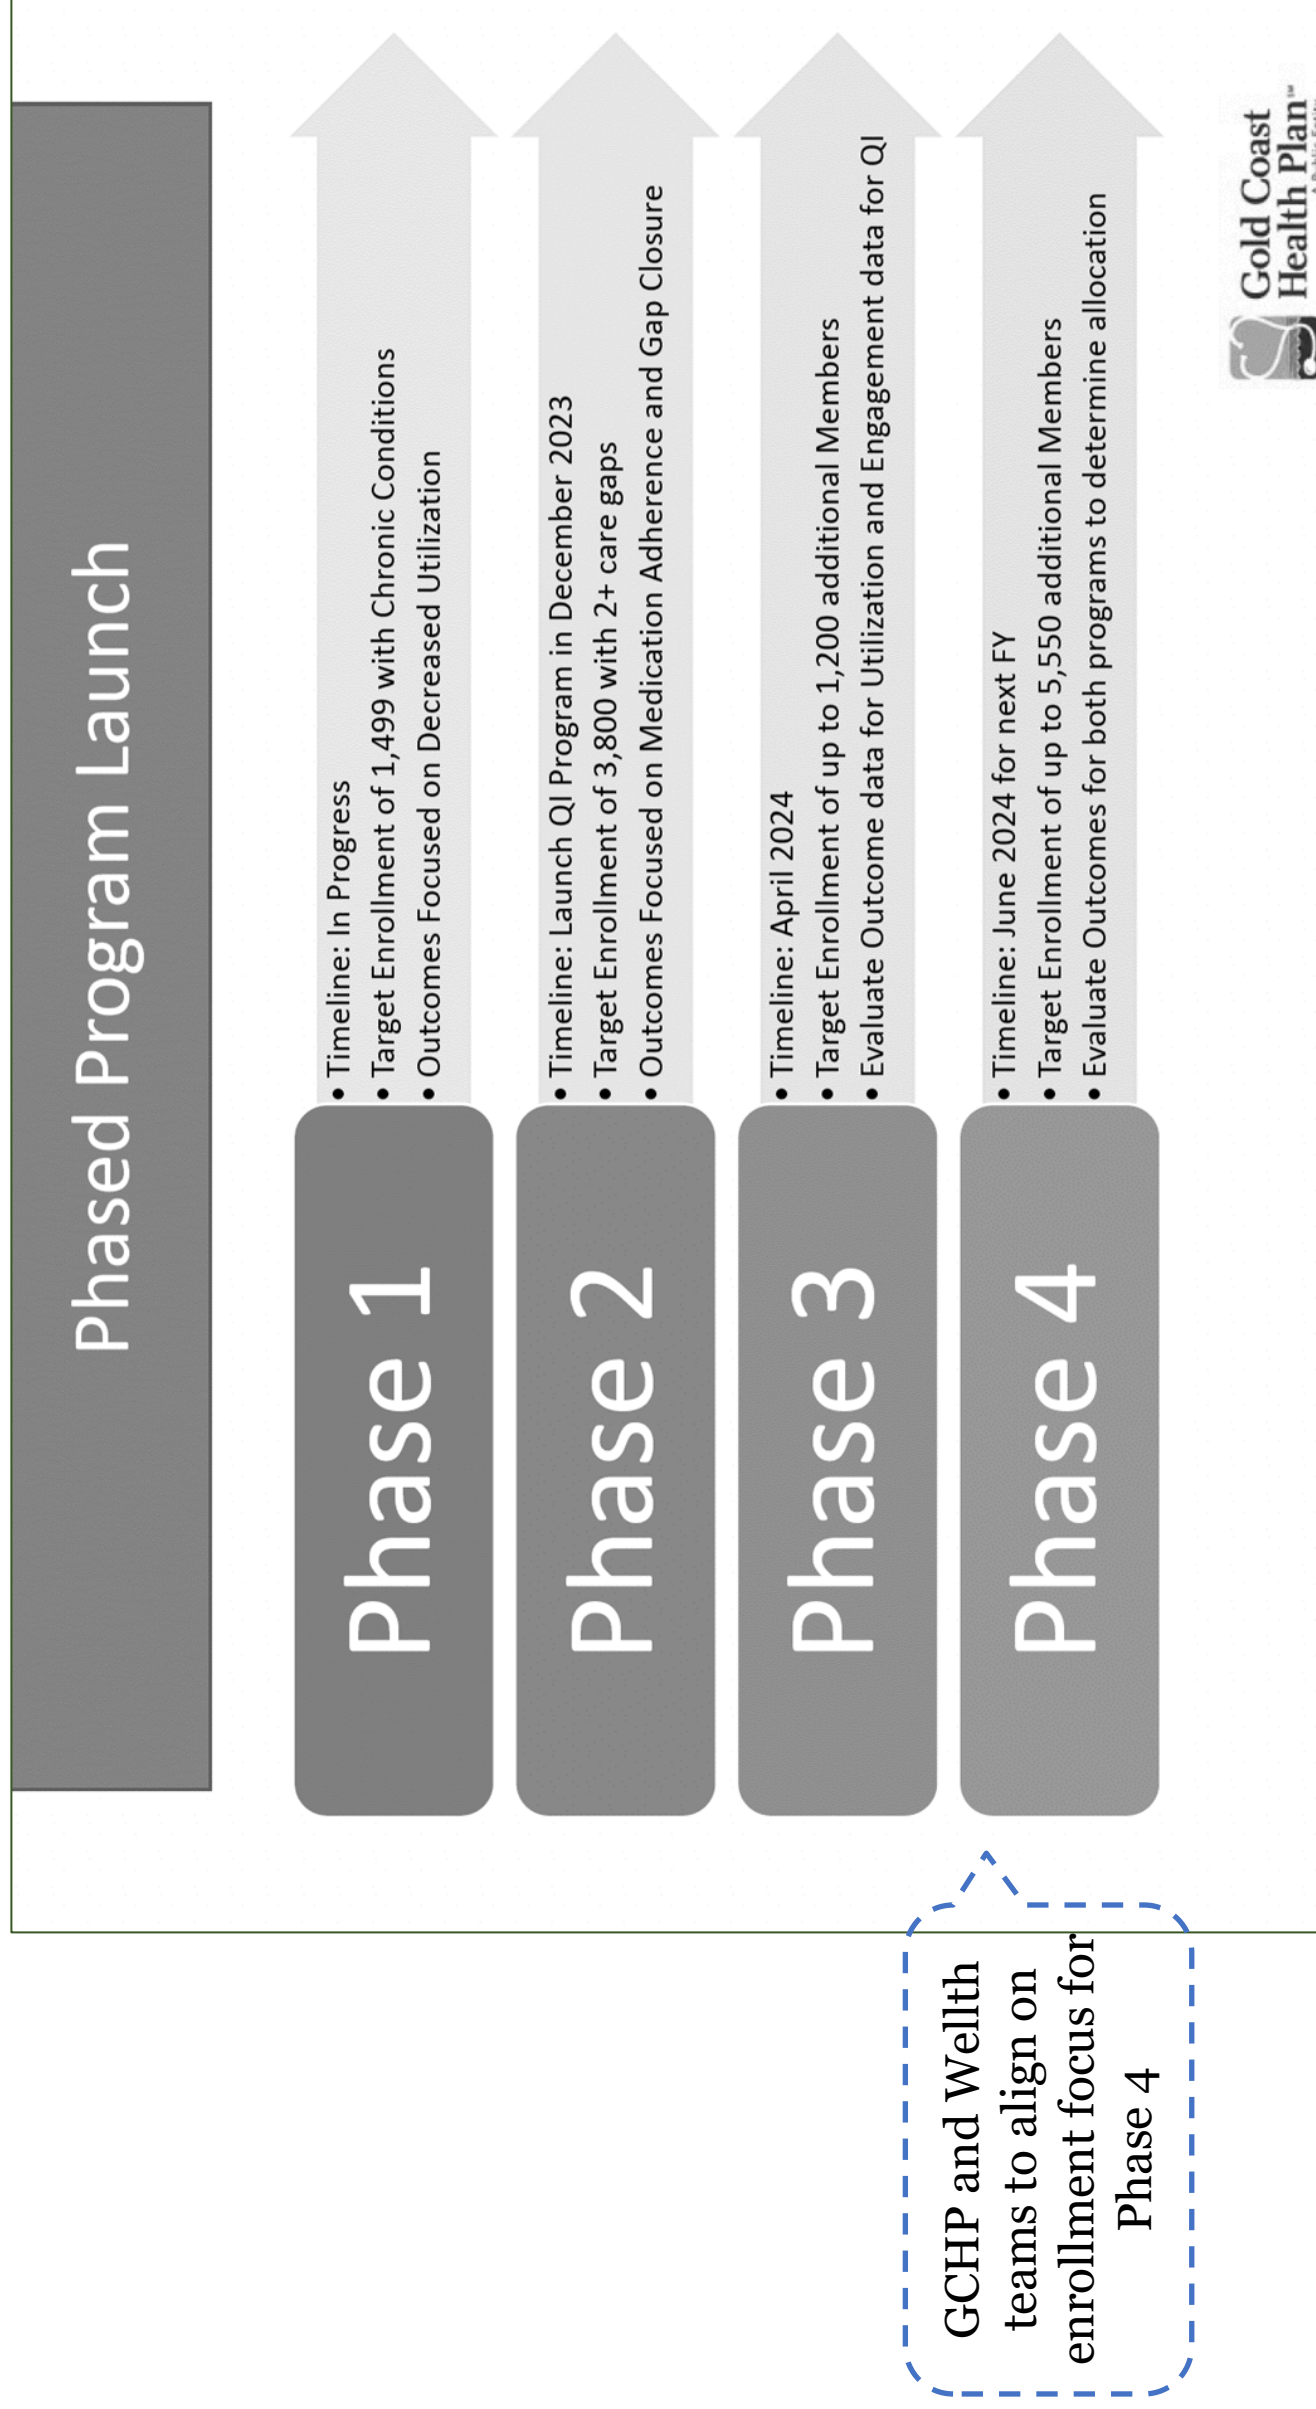 Phased Program Launch
Phase 1
• Timeline: In Progress
• Target Enrollment of 1,499 with Chronic Conditions
• Outcomes Focused on Decreased Utilization
Phase 2
• Timeline: Launch QI Program in December 2023
• Target Enrollment of 3,800 with 2+ care gaps
• Outcomes Focused on Medication Adherence and Gap Closure
Phase 3
• Timeline: April 2024
• Target Enrollment of up to 1,200 additional Members
• Evaluate Outcome data for Utilization and Engagement data for QI
Phase 4
• Timeline: June 2024 for next FY
• Target Enrollment of up to 5,550 additional Members
• Evaluate Outcomes for both programs to determine allocation
GCHP and Wellth
teams to align on
enrollment focus for
Phase 4
Gold Coast
Health Plan℠